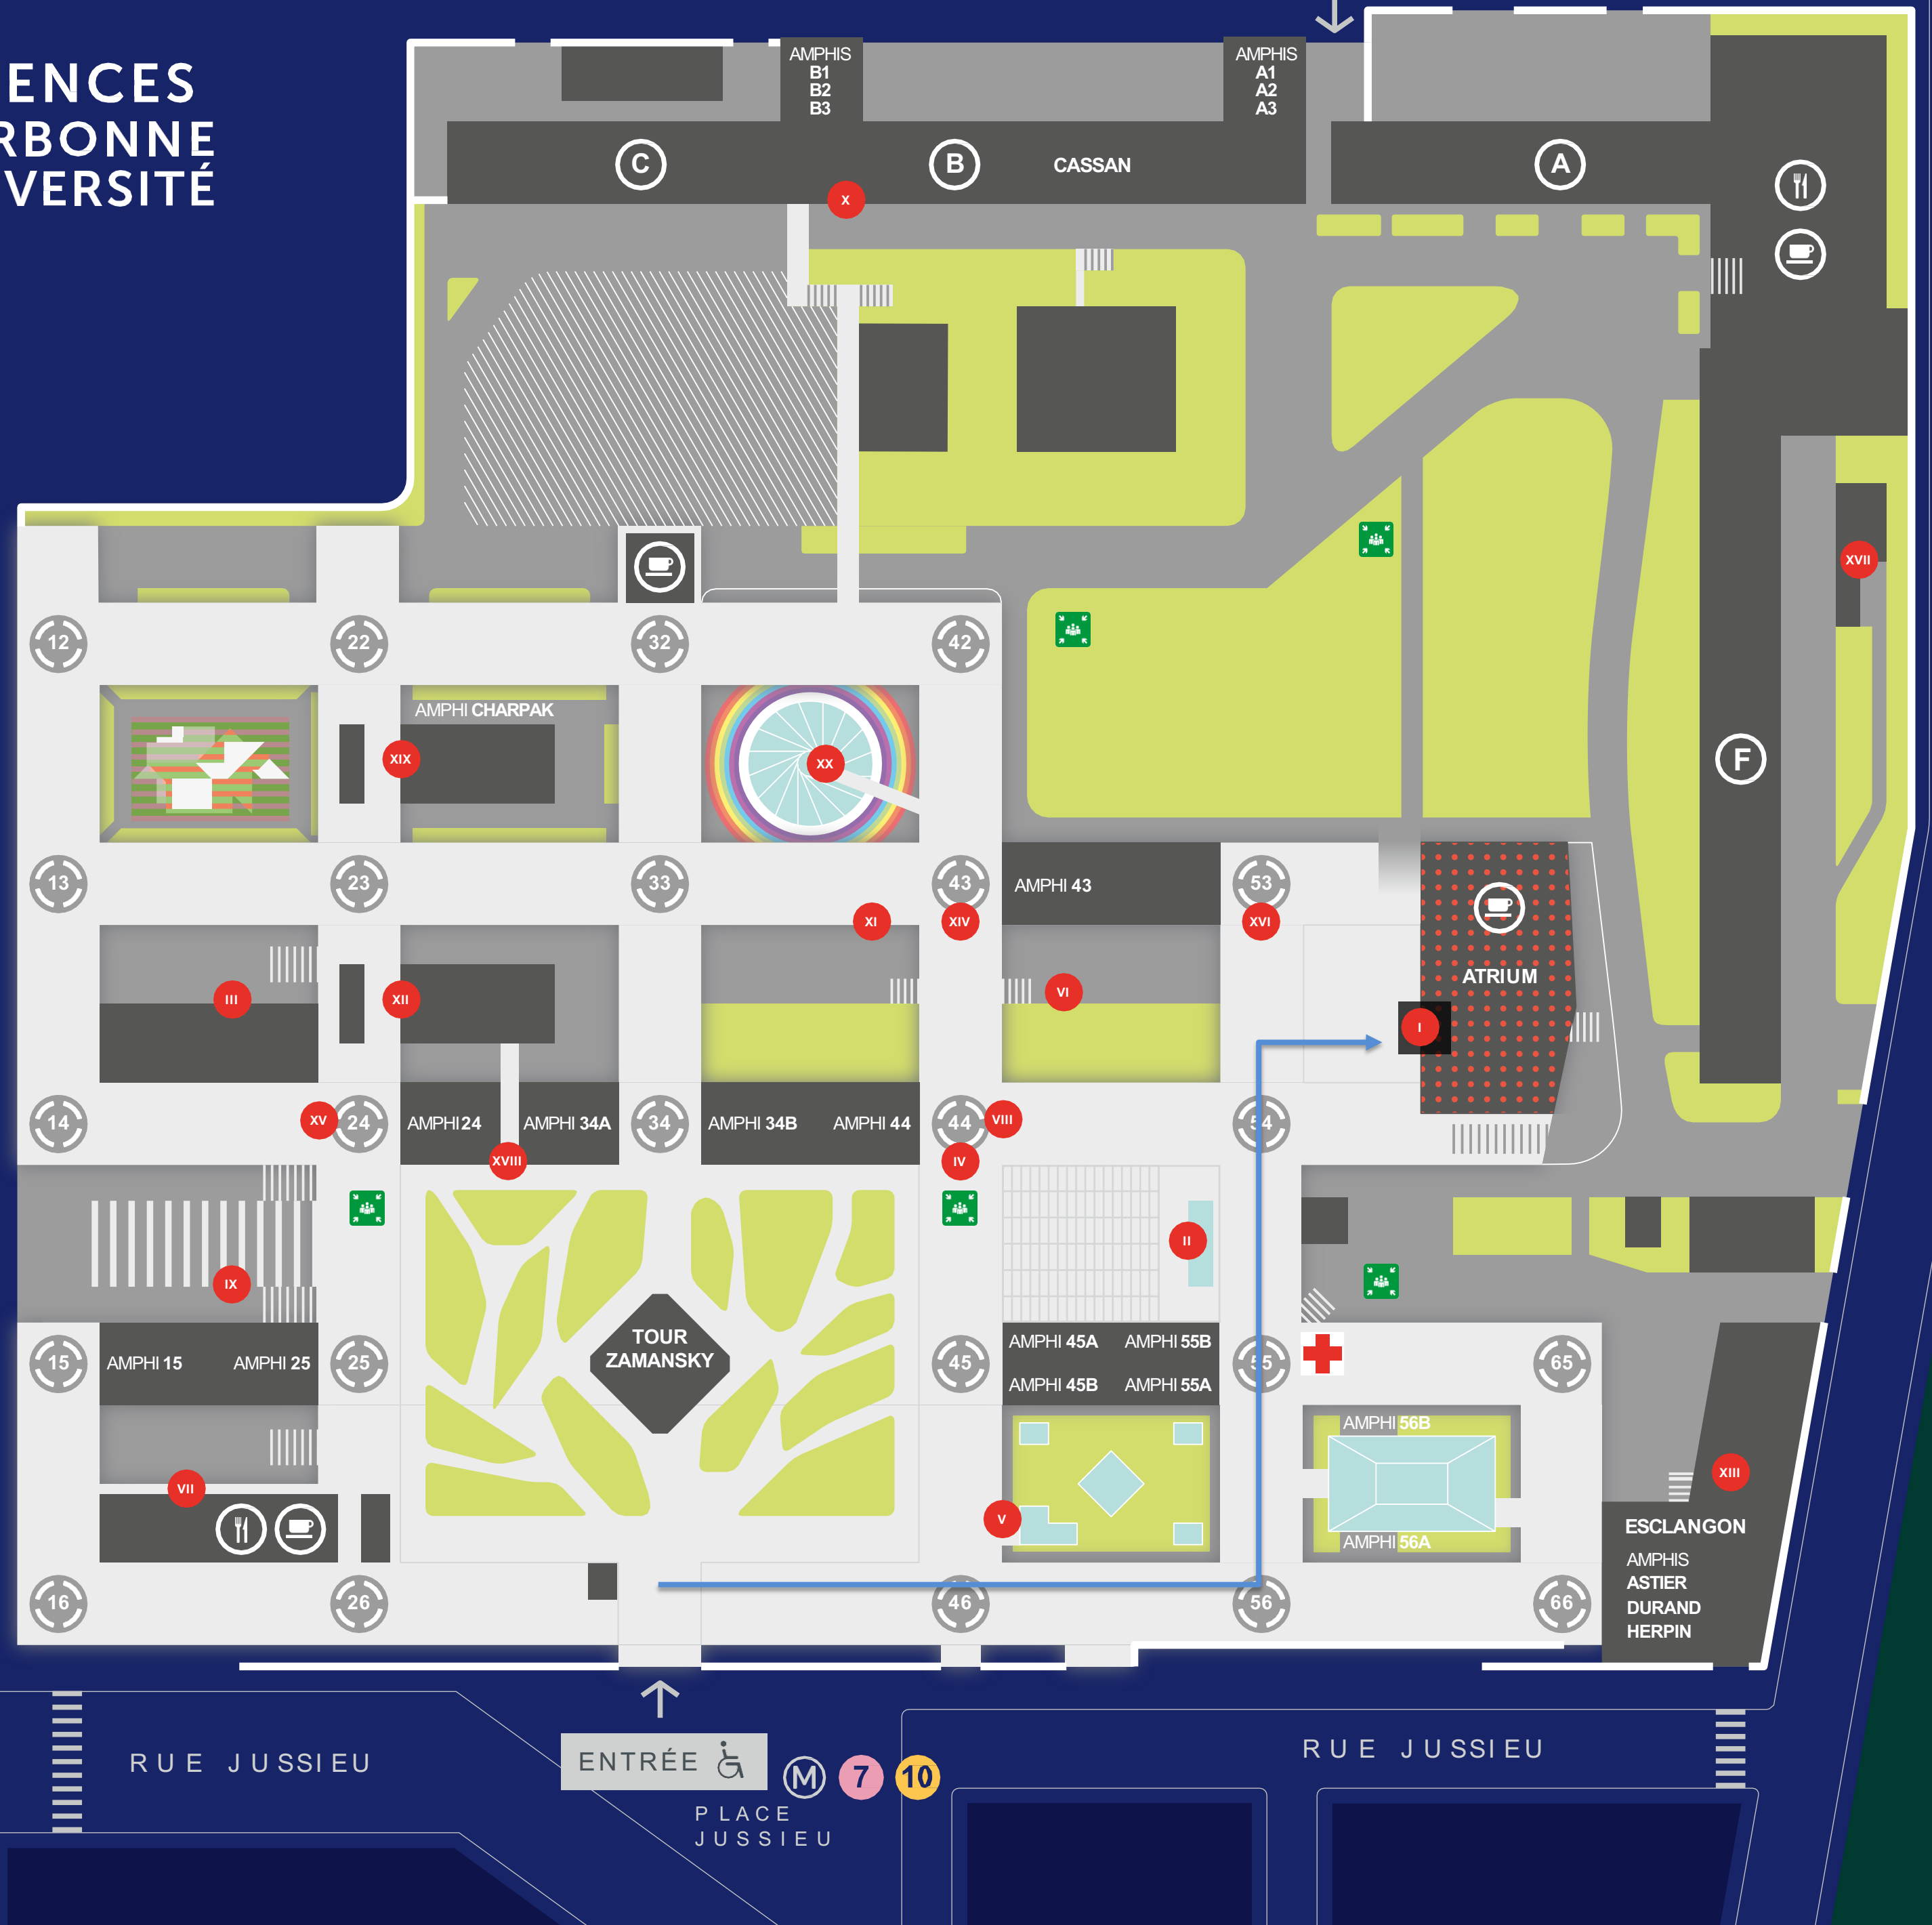 ENCES
RBONNE
VERSITÉ
AMPHIS
B1
B2
B3
AMPHIS
A1
A2
A3
C
B
CASSAN
A
X
XVII
12
22
32
42
AMPHI CHARPAK
XIX
XX
F
13
23
33
43
AMPHI 43
53
XI
XIV
XVI
ATRIUM
III
XII
VI
I
14
XV
24
AMPHI 24
AMPHI 34A
34
AMPHI 34B
AMPHI 44
44
VIII
54
XVIII
IV
II
IX
TOUR
ZAMANSKY
15
AMPHI 15
AMPHI 25
25
45
AMPHI 45A
AMPHI 55B
AMPHI 45B
AMPHI 55A
55
65
AMPHI 56B
VII
V
XIII
AMPHI 56A
ESCLANGON
AMPHIS
ASTIER
DURAND
HERPIN
16
26
46
56
66
RUE JUSSIEU
ENTRÉE
M
7
10
RUE JUSSIEU
PLACE
JUSSIEU